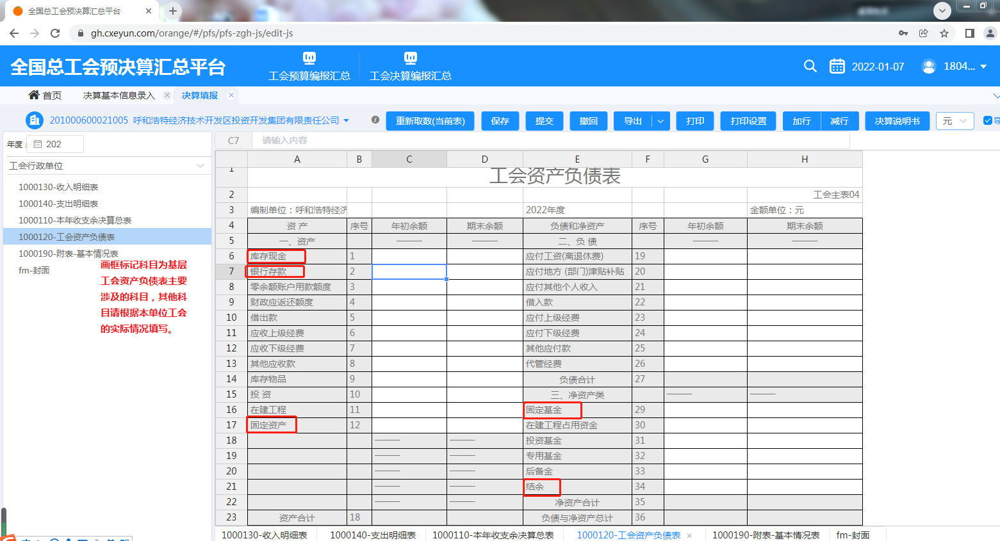 全国总工会预决算汇总平台
gh.cxeyun.com/orange/#/pfs/pfs-zgh-js/edit-js
全国总工会预决算汇总平台
工会预算编报汇总
工会决算编报汇总
2022-01-07
1804...
首页
决算基本信息录入
决算填报
201000600021005 呼和浩特经济技术开发区投资开发集团有限责任公司
重新取数(当前表)
保存
提交
撤回
导出
打印
打印设置
加行
减行
决算说明书
元
导
年度：
202
工会行政单位
1000130-收入明细表
1000140-支出明细表
1000110-本年收支余决算总表
1000120-工会资产负债表
1000190-附表-基本情况表
fm-封面
画框标记科目为基层
工会资产负债表主要
涉及的科目，其他科
目请根据本单位工会
的实际情况填写。
C7 请输入内容
A B C D E F G H
1 工会资产负债表
2 工会主表04
3 编制单位：呼和浩特经济 2022年度 金额单位：元
4 资 产 序号 年初余额 期末余额 负债和净资产 序号 年初余额 期末余额
5 一、资产 —— —— 二、负 债 —— ——
6 库存现金 1 应付工资(离退休费) 19
7 银行存款 2 应付地方 (部门)津贴补贴 20
8 零余额账户用款额度 3 应付其他个人收入 21
9 财政应返还额度 4 借入款 22
10 借出款 5 应付上级经费 23
11 应收上级经费 6 应付下级经费 24
12 应收下级经费 7 其他应付款 25
13 其他应收款 8 代管经费 26
14 库存物品 9 负债合计 27
15 投 资 10 三、净资产类 —— ——
16 在建工程 11 固定基金 29
17 固定资产 12 在建工程占用资金 30
18 —— —— 投资基金 31
19 —— —— 专用基金 32
20 —— —— 后备金 33
21 —— —— 结余 34
22 —— —— 净资产合计 35
23 资产合计 18 负债与净资产总计 36
1000130-收入明细表
1000140-支出明细表
1000110-本年收支余决算总表
1000120-工会资产负债表
1000190-附表-基本情况表
fm-封面